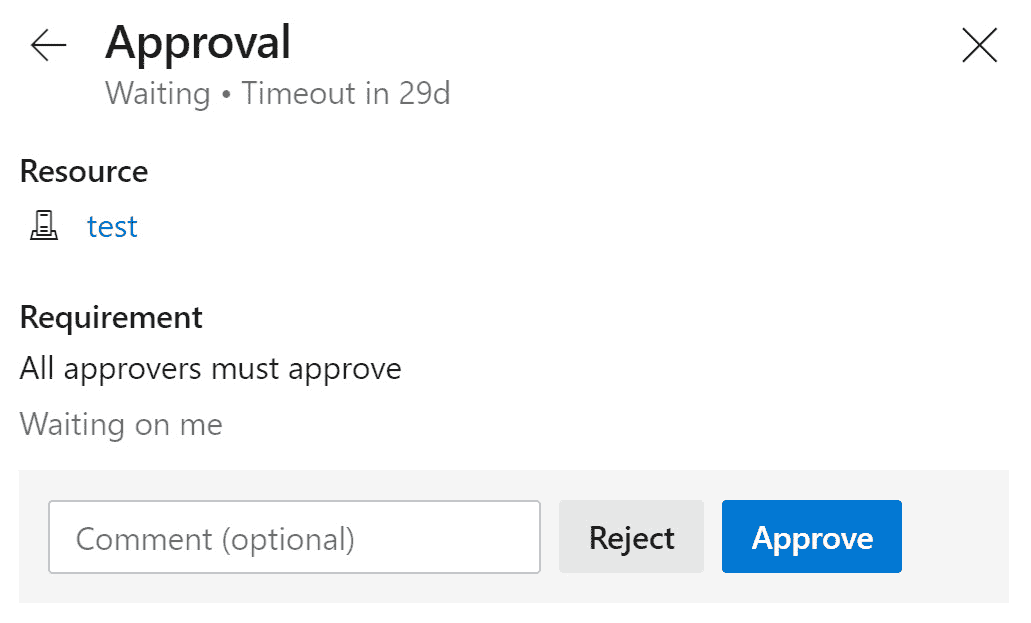 Approval
Waiting • Timeout in 29d
Resource
test
Requirement
All approvers must approve
Waiting on me
Comment (optional) Reject Approve